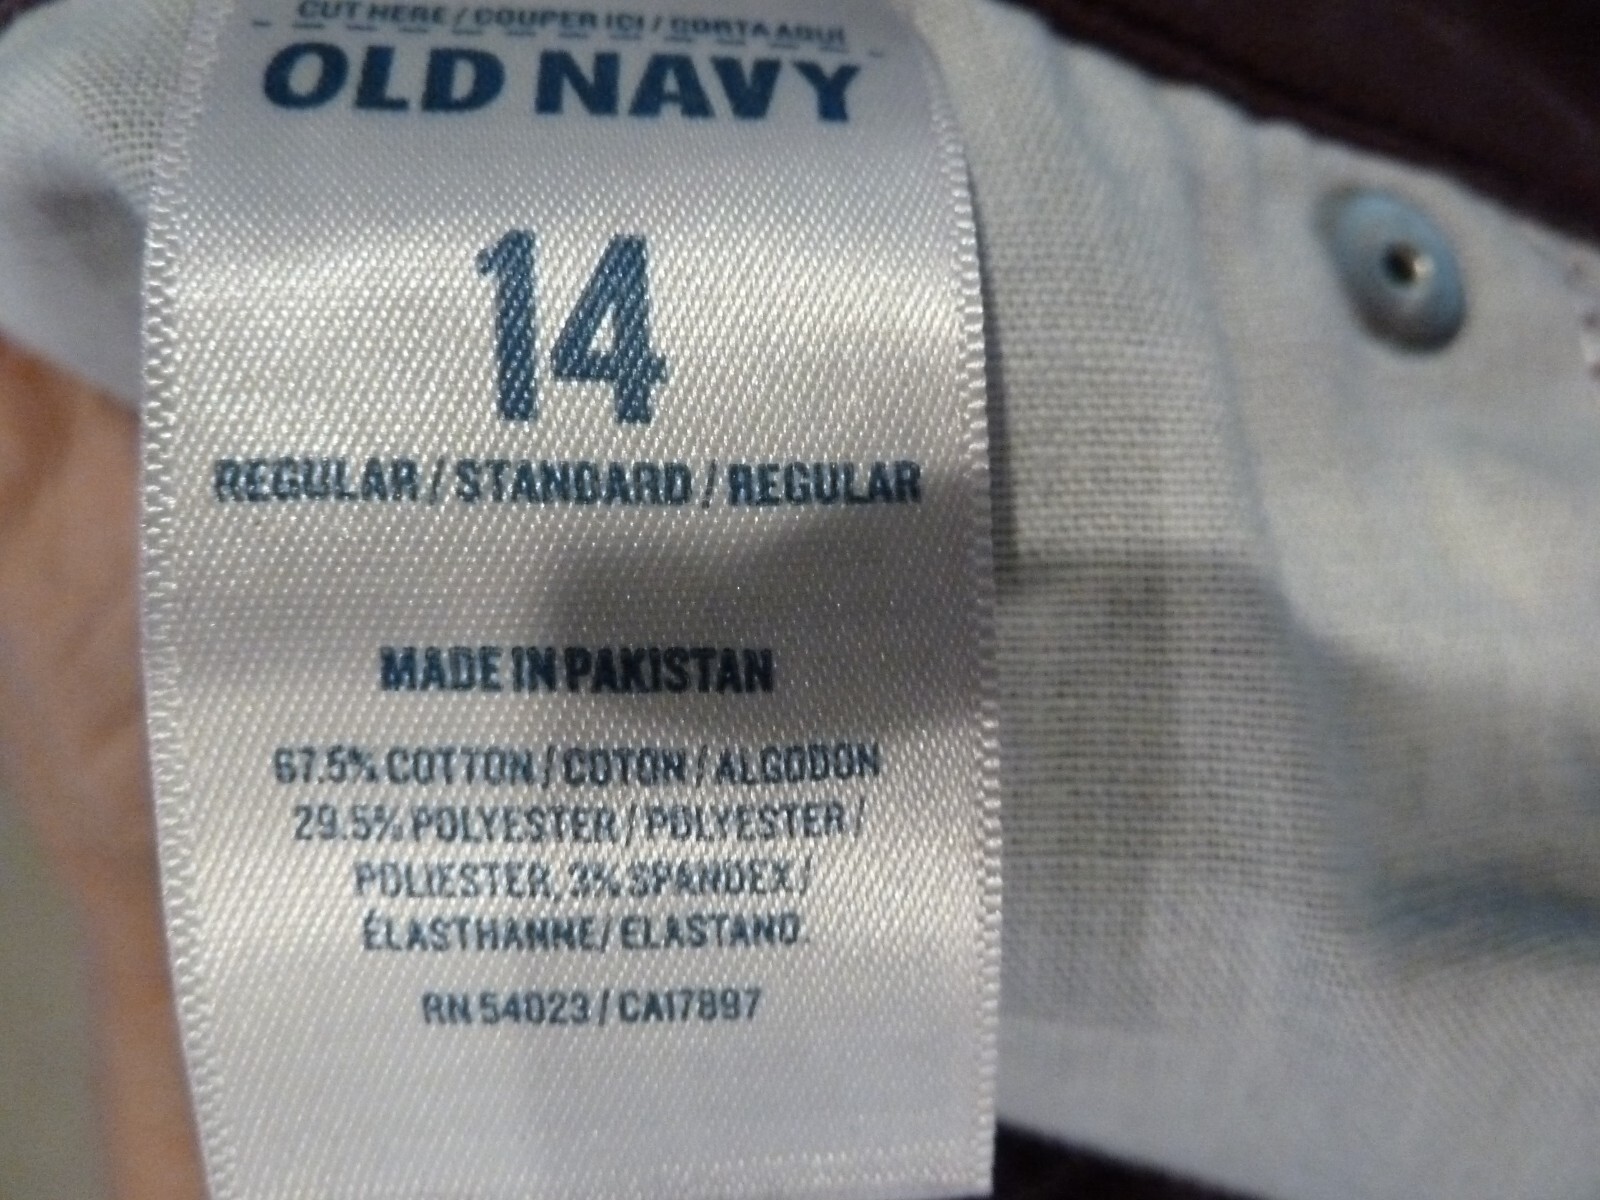 CUT HERE / COUPER ICI / CORTA AQUI
OLD NAVY
14
REGULAR / STANDARD / REGULAR
MADE IN PAKISTAN
67.5% COTTON / COTON / ALGODON
29.5% POLYESTER / POLYESTER /
POLIESTER, 3% SPANDEX /
ÉLASTHANNE / ELASTANO.
RN 54023 / CA17897